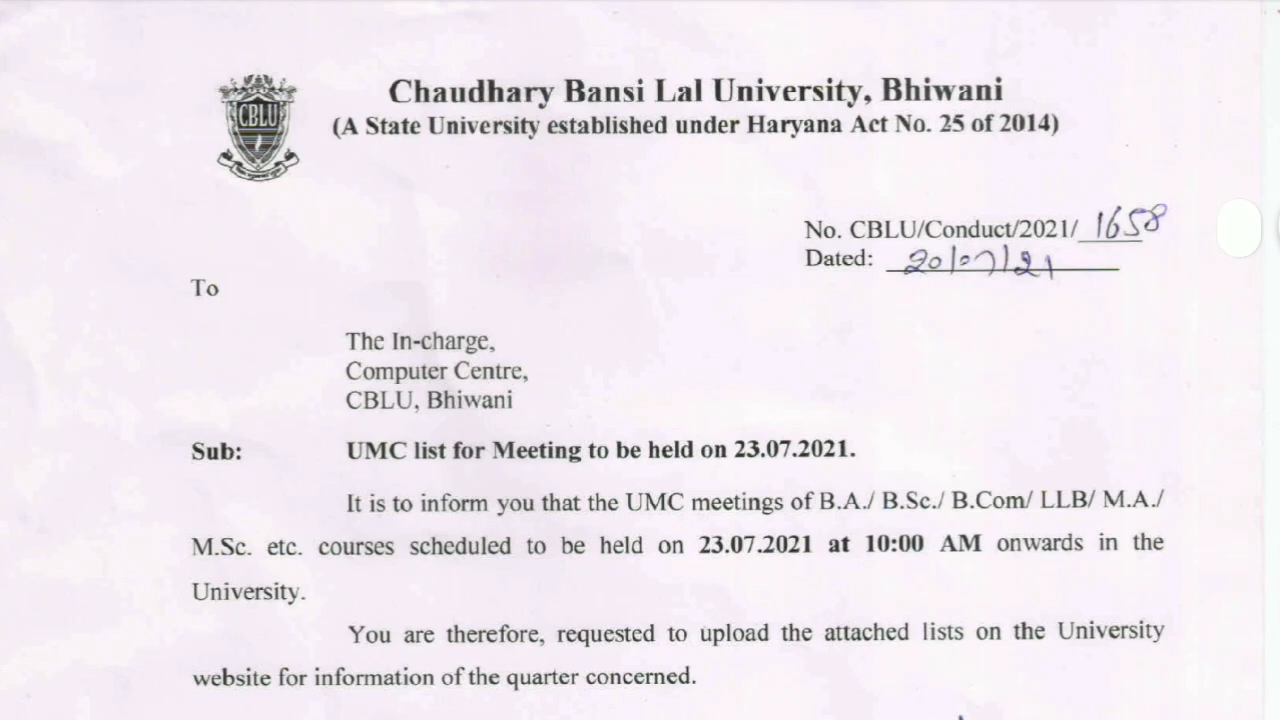 Chaudhary Bansi Lal University, Bhiwani
(A State University established under Haryana Act No. 25 of 2014)
CBLU
No. CBLU/Conduct/2021/ 1658
Dated: 20/07/21
To
The In-charge,
Computer Centre,
CBLU, Bhiwani
Sub: UMC list for Meeting to be held on 23.07.2021.
It is to inform you that the UMC meetings of B.A./ B.Sc./ B.Com/ LLB/ M.A./
M.Sc. etc. courses scheduled to be held on 23.07.2021 at 10:00 AM onwards in the
University.
You are therefore, requested to upload the attached lists on the University
website for information of the quarter concerned.